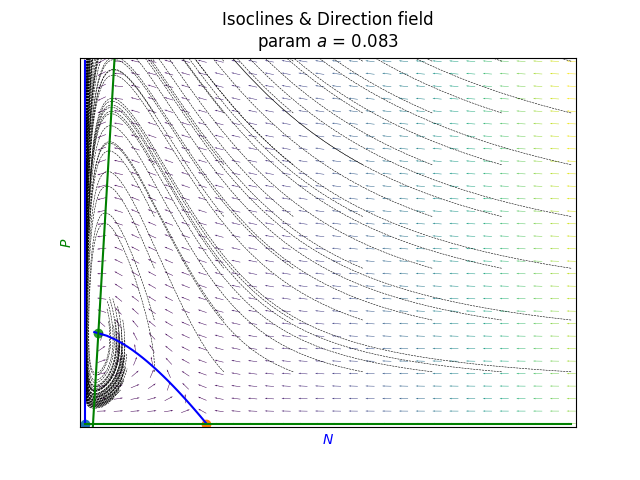 Isoclines & Direction field
param a = 0.083
P
N